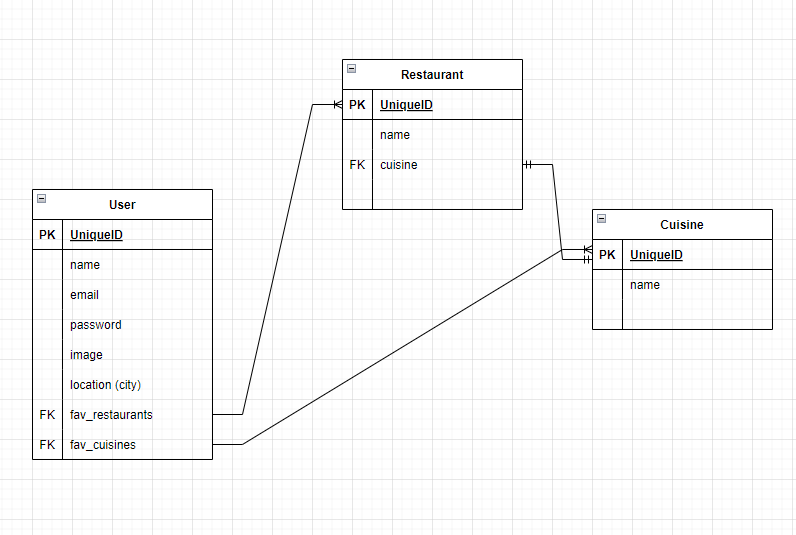 Restaurant
PK UniqueID
name
FK cuisine
User
PK UniqueID
name
email
password
image
location (city)
FK fav_restaurants
FK fav_cuisines
Cuisine
PK UniqueID
name